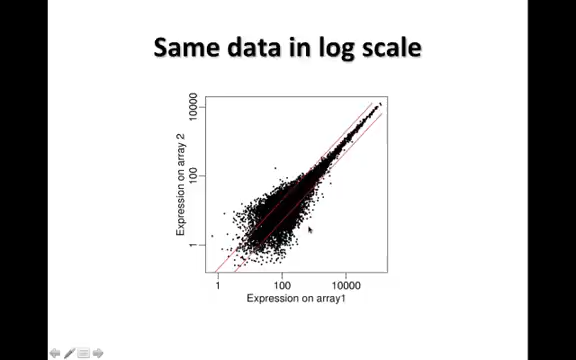 Same data in log scale
10000
100
1
Expression on array 2
1 100 10000
Expression on array1